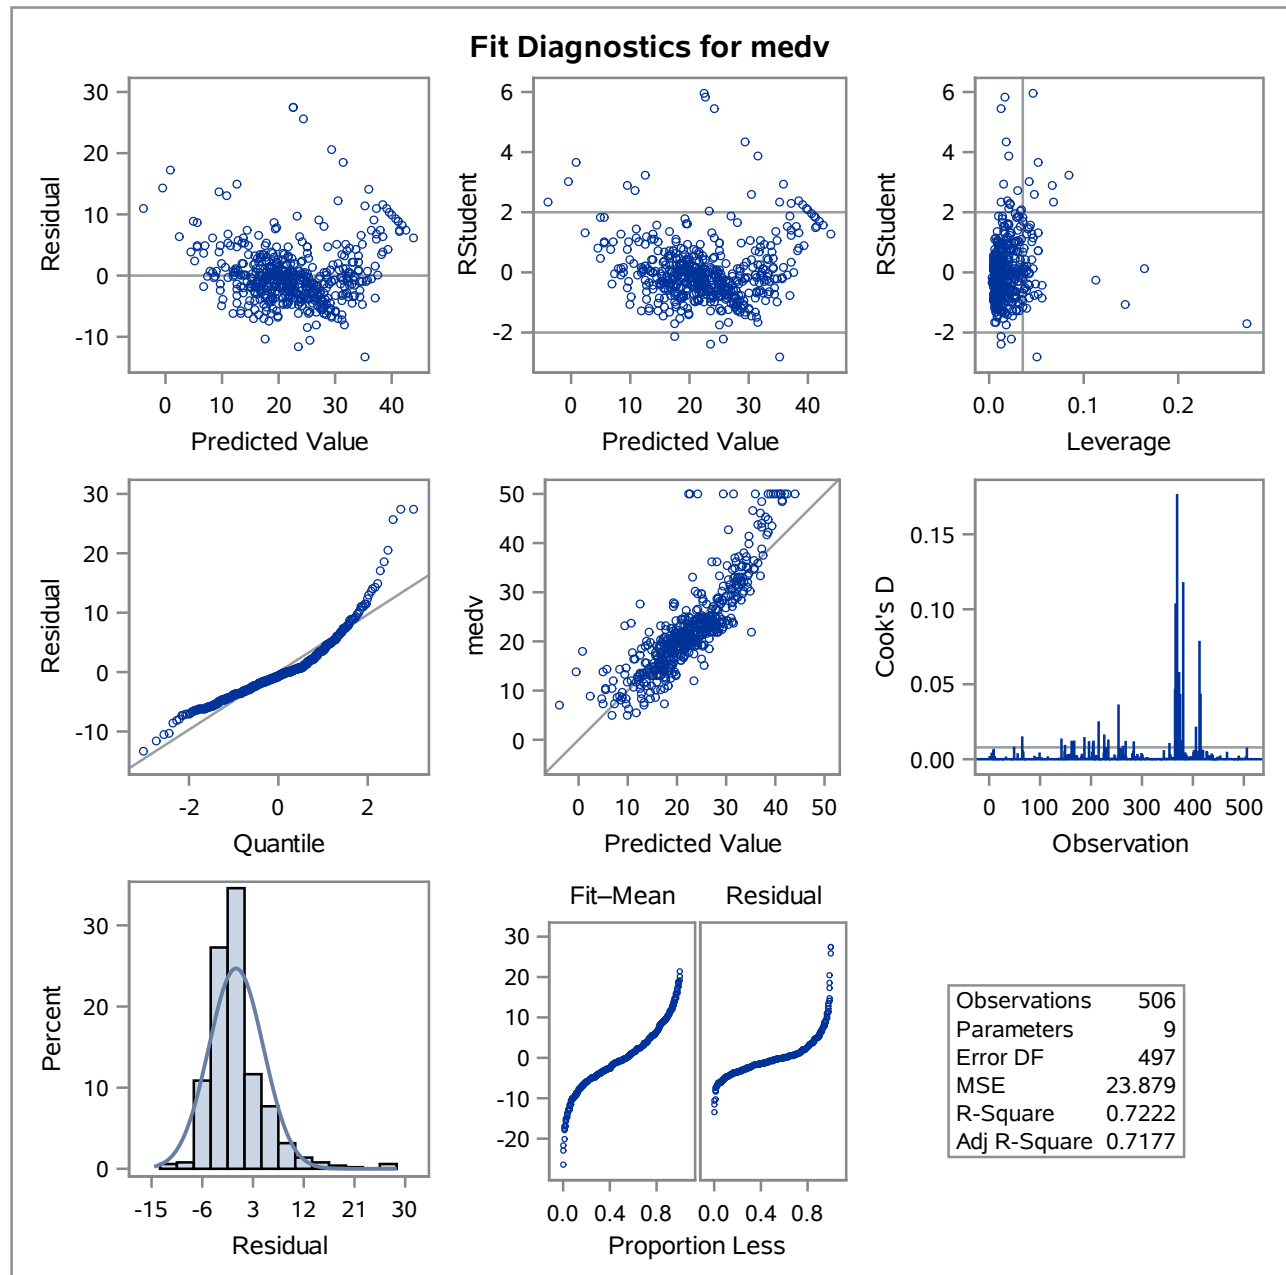 Fit Diagnostics for medv
30
20
10
0
-10
Residual
0 10 20 30 40
Predicted Value
6
4
2
0
-2
RStudent
0 10 20 30 40
Predicted Value
6
4
2
0
-2
RStudent
0.0 0.1 0.2
Leverage
30
20
10
0
-10
Residual
-2 0 2
Quantile
50
40
30
20
10
0
medv
0 10 20 30 40 50
Predicted Value
0.15
0.10
0.05
0.00
Cook's D
0 100 200 300 400 500
Observation
30
20
10
0
Percent
-15 -6 3 12 21 30
Residual
Fit–Mean Residual
30
20
10
0
-10
-20
0.0 0.4 0.8 0.0 0.4 0.8
Proportion Less
Observations 506
Parameters 9
Error DF 497
MSE 23.879
R-Square 0.7222
Adj R-Square 0.7177